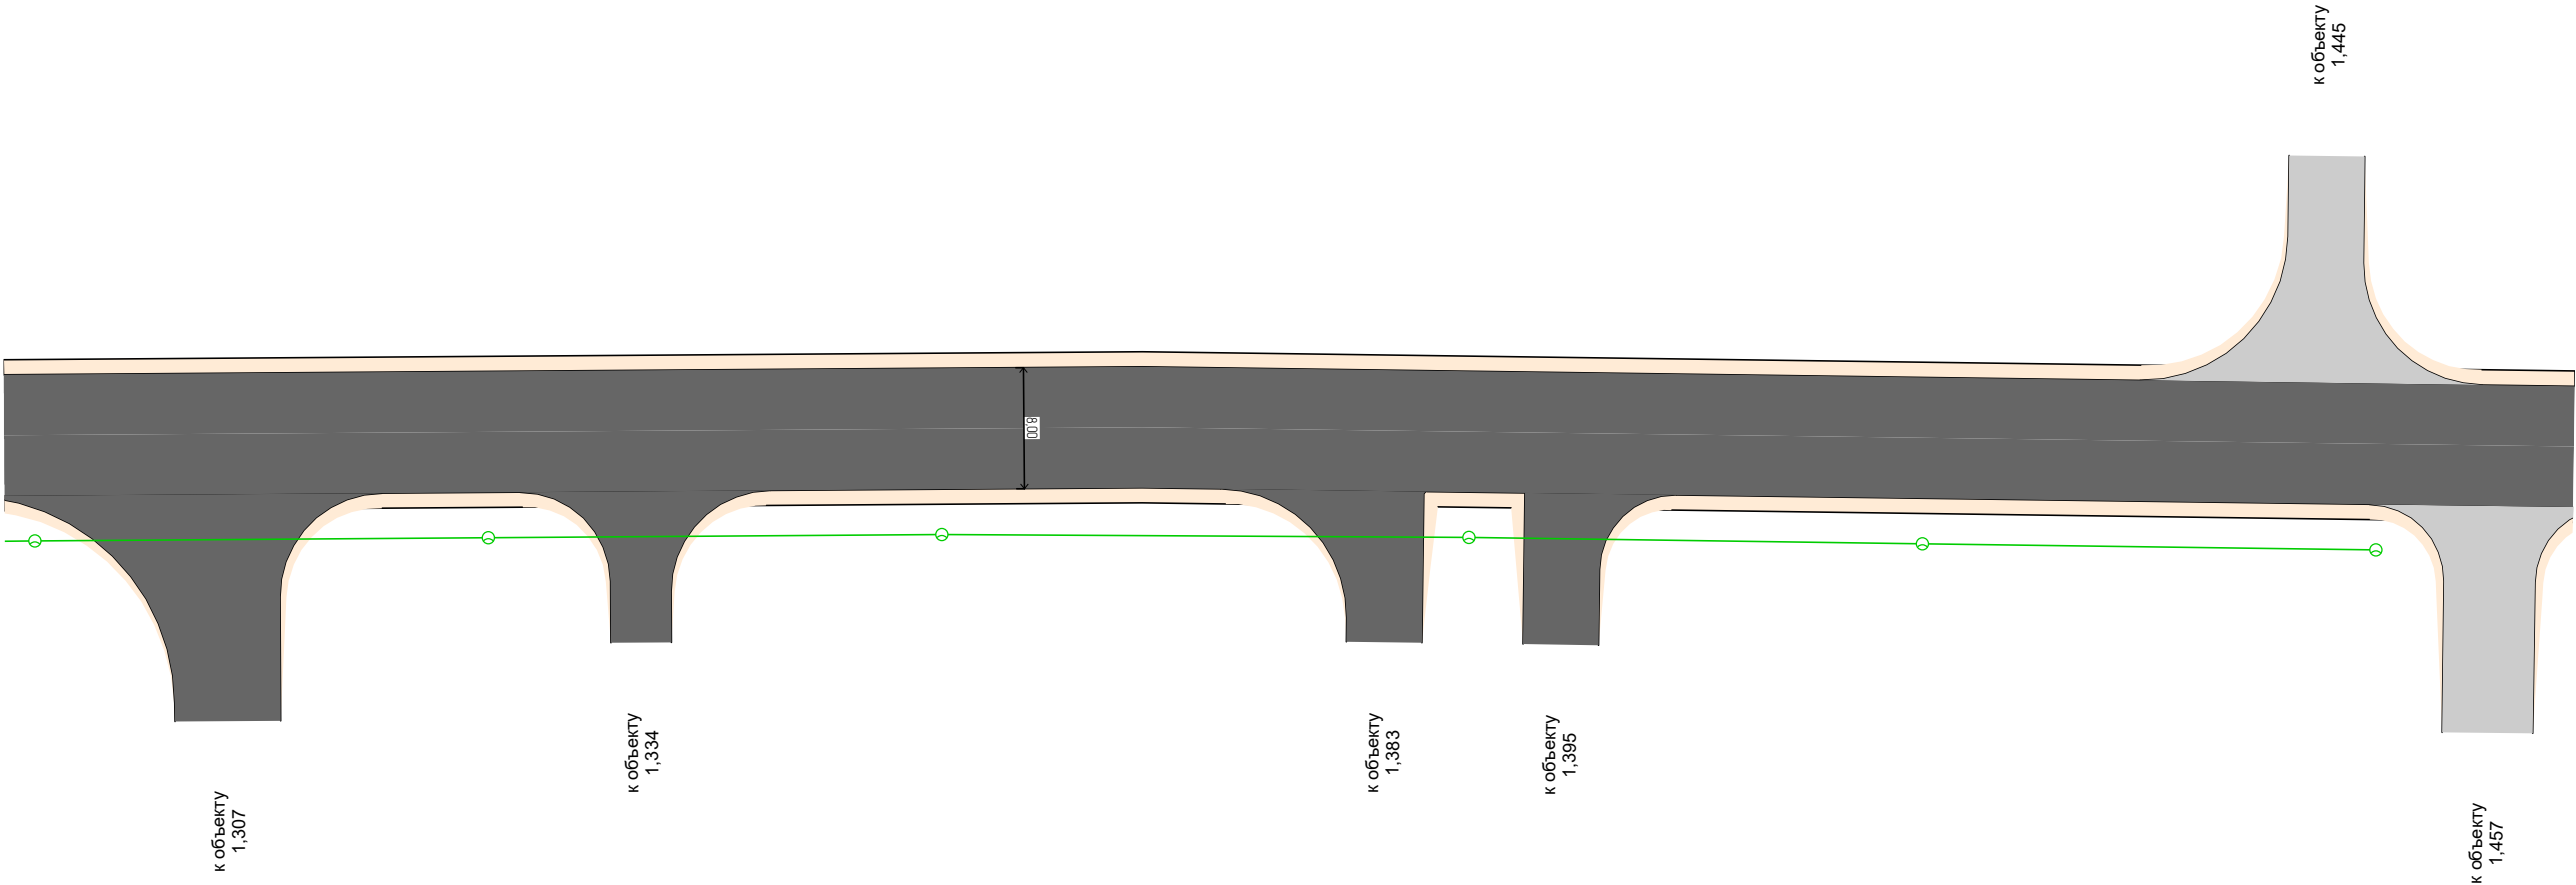 к объекту
1,445
8,00
к объекту
1,307
к объекту
1,334
к объекту
1,383
к объекту
1,395
к объекту
1,457